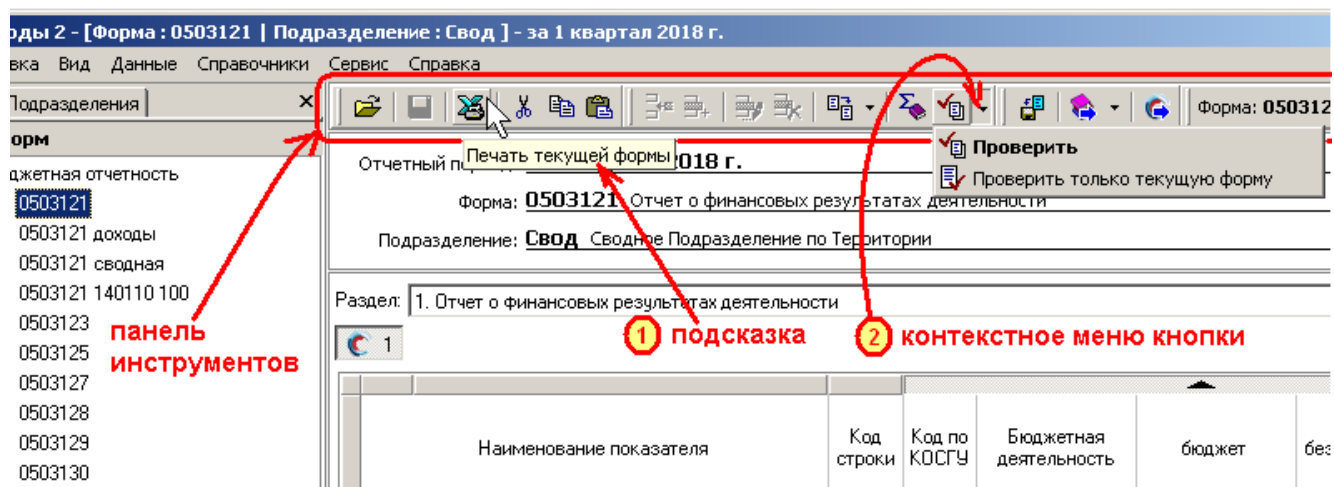 оды 2 - [Форма : 0503121 | Подразделение : Свод ] - за 1 квартал 2018 г.
вка Вид Данные Справочники Сервис Справка
Подразделения
Форма: 050312
орм
Печать текущей формы
Проверить
Проверить только текущую форму
Отчетный п 2018 г.
джетная отчетность
0503121
Форма: 0503121 Отчет о финансовых результатах деятельности
0503121 доходы
Подразделение: Свод Сводное Подразделение по Территории
0503121 сводная
0503121 140110 100
Раздел: 1. Отчет о финансовых результатах деятельности
0503123
панель инструментов
1 подсказка
2 контекстное меню кнопки
1
0503125
0503127
0503128
0503129
0503130
Наименование показателя
Код строки
Код по КОСГУ
Бюджетная деятельность
бюджет
без